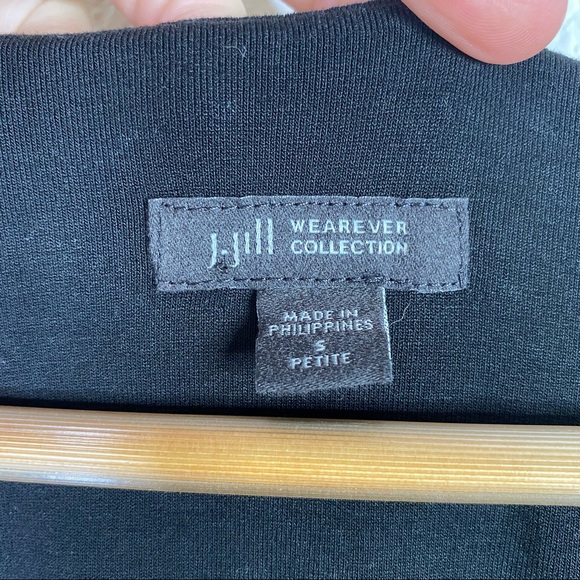 J.Jill WEAREVER COLLECTION
MADE IN
PHILIPPINES
S
PETITE